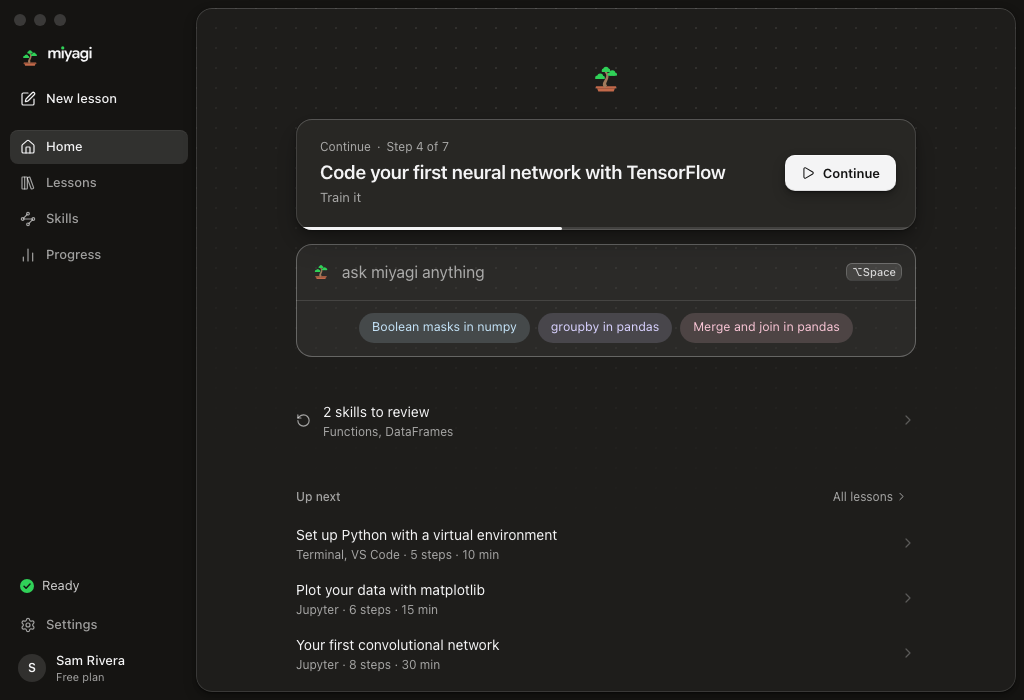 miyagi
New lesson
Home
Lessons
Skills
Progress
Ready
Settings
S
Sam Rivera
Free plan
Continue · Step 4 of 7
Code your first neural network with TensorFlow
Train it
Continue
ask miyagi anything
⌥Space
Boolean masks in numpy
groupby in pandas
Merge and join in pandas
2 skills to review
Functions, DataFrames
Up next
All lessons
Set up Python with a virtual environment
Terminal, VS Code · 5 steps · 10 min
Plot your data with matplotlib
Jupyter · 6 steps · 15 min
Your first convolutional network
Jupyter · 8 steps · 30 min